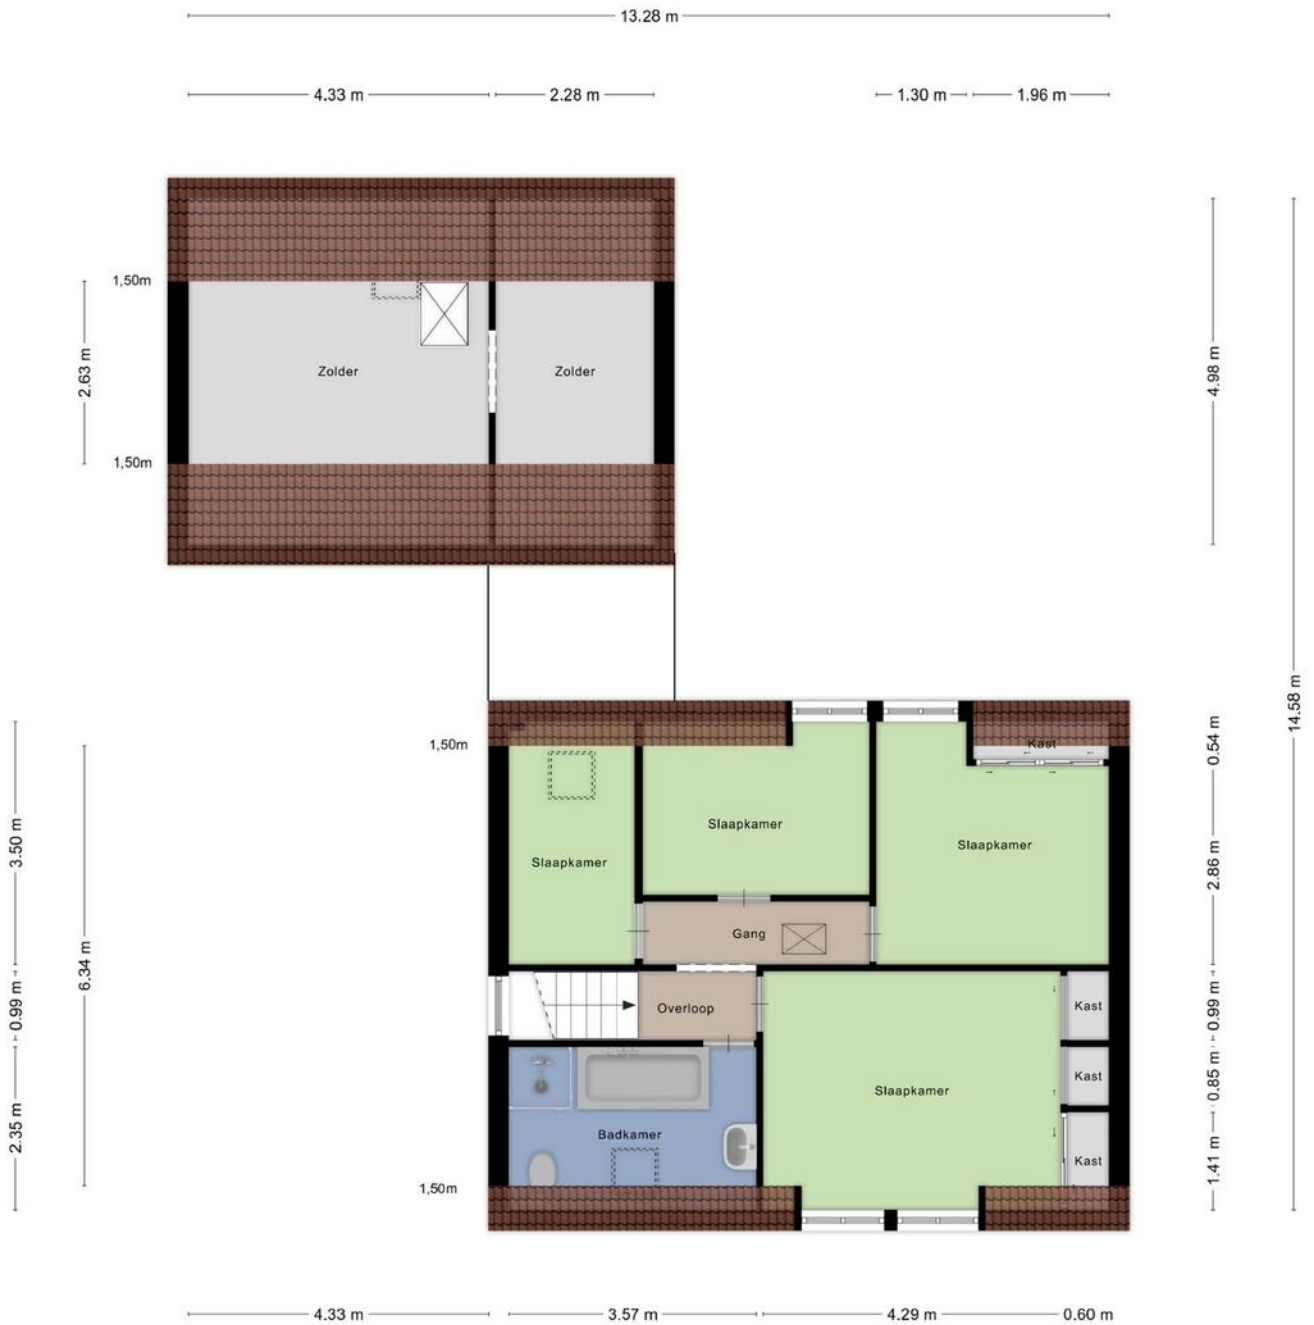 13.28 m
4.33 m
2.28 m
1.30 m
1.96 m
1,50m
2.63 m
Zolder
Zolder
4.98 m
1,50m
14.58 m
1,50m
Kast
0.54 m
3.50 m
Slaapkamer
Slaapkamer
Slaapkamer
2.86 m
Gang
6.34 m
0.99 m
Overloop
Kast
0.99 m
Kast
0.85 m
Slaapkamer
2.35 m
Badkamer
Kast
1.41 m
1,50m
4.33 m
3.57 m
4.29 m
0.60 m